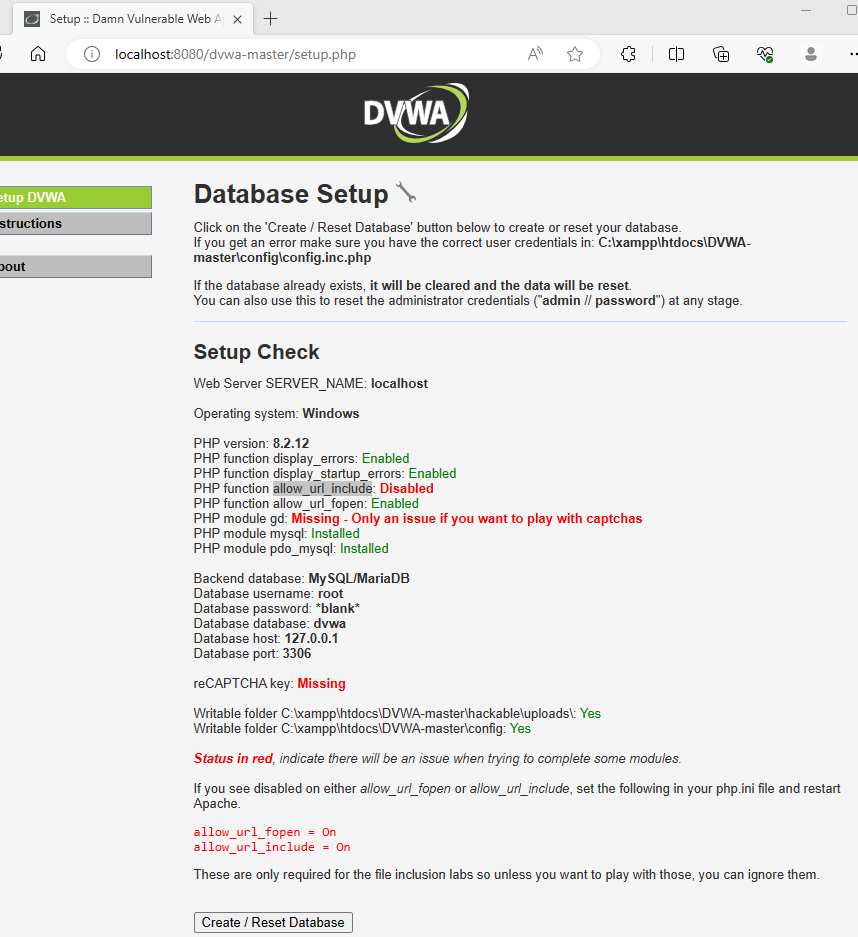 Setup :: Damn Vulnerable Web A
localhost:8080/dvwa-master/setup.php
DVWA
etup DVWA
structions
bout
Database Setup
Click on the 'Create / Reset Database' button below to create or reset your database.
If you get an error make sure you have the correct user credentials in: C:\xampp\htdocs\DVWA-
master\config\config.inc.php
If the database already exists, it will be cleared and the data will be reset.
You can also use this to reset the administrator credentials ("admin // password") at any stage.
Setup Check
Web Server SERVER_NAME: localhost
Operating system: Windows
PHP version: 8.2.12
PHP function display_errors: Enabled
PHP function display_startup_errors: Enabled
PHP function allow_url_include: Disabled
PHP function allow_url_fopen: Enabled
PHP module gd: Missing - Only an issue if you want to play with captchas
PHP module mysql: Installed
PHP module pdo_mysql: Installed
Backend database: MySQL/MariaDB
Database username: root
Database password: *blank*
Database database: dvwa
Database host: 127.0.0.1
Database port: 3306
reCAPTCHA key: Missing
Writable folder C:\xampp\htdocs\DVWA-master\hackable\uploads\: Yes
Writable folder C:\xampp\htdocs\DVWA-master\config: Yes
Status in red, indicate there will be an issue when trying to complete some modules.
If you see disabled on either allow_url_fopen or allow_url_include, set the following in your php.ini file and restart
Apache.
allow_url_fopen = On
allow_url_include = On
These are only required for the file inclusion labs so unless you want to play with those, you can ignore them.
Create / Reset Database